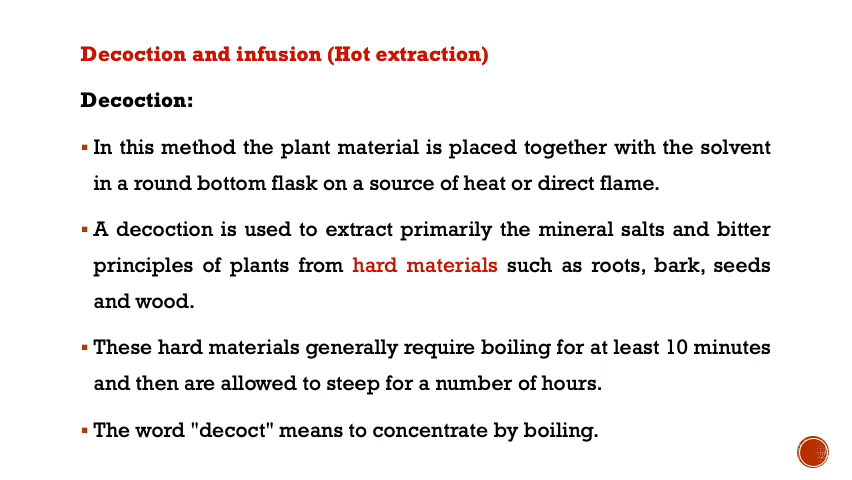 Decoction and infusion (Hot extraction)
Decoction:
▪ In this method the plant material is placed together with the solvent
in a round bottom flask on a source of heat or direct flame.
▪ A decoction is used to extract primarily the mineral salts and bitter
principles of plants from hard materials such as roots, bark, seeds
and wood.
▪ These hard materials generally require boiling for at least 10 minutes
and then are allowed to steep for a number of hours.
▪ The word "decoct" means to concentrate by boiling.